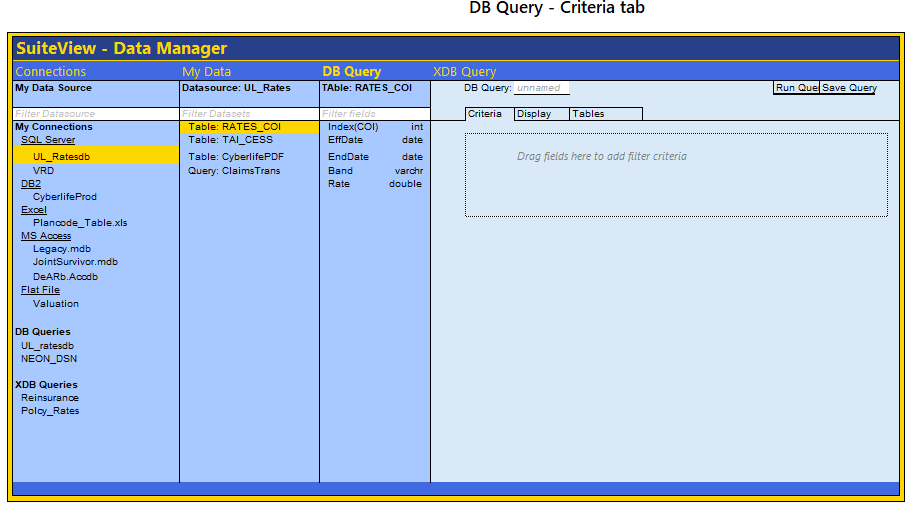 DB Query - Criteria tab
SuiteView - Data Manager
Connections My Data DB Query XDB Query
My Data Source Datasource: UL_Rates TAble: RATES_COI DB Query: unnamed Run Que Save Query
Filter Datasource Filter Datasets Filter fields Criteria Display Tables
My Connections Table: RATES_COI Index(COI) int
SQL Server Table: TAI_CESS EffDate date
UL_Ratesdb Table: CyberlifePDF EndDate date Drag fields here to add filter criteria
VRD Query: ClaimsTrans Band varchr
DB2 Rate double
CyberlifeProd
Excel
Plancode_Table.xls
MS Access
Legacy.mdb
JointSurvivor.mdb
DeARb.Accdb
Flat File
Valuation
DB Queries
UL_ratesdb
NEON_DSN
XDB Queries
Reinsurance
Polcy_Rates